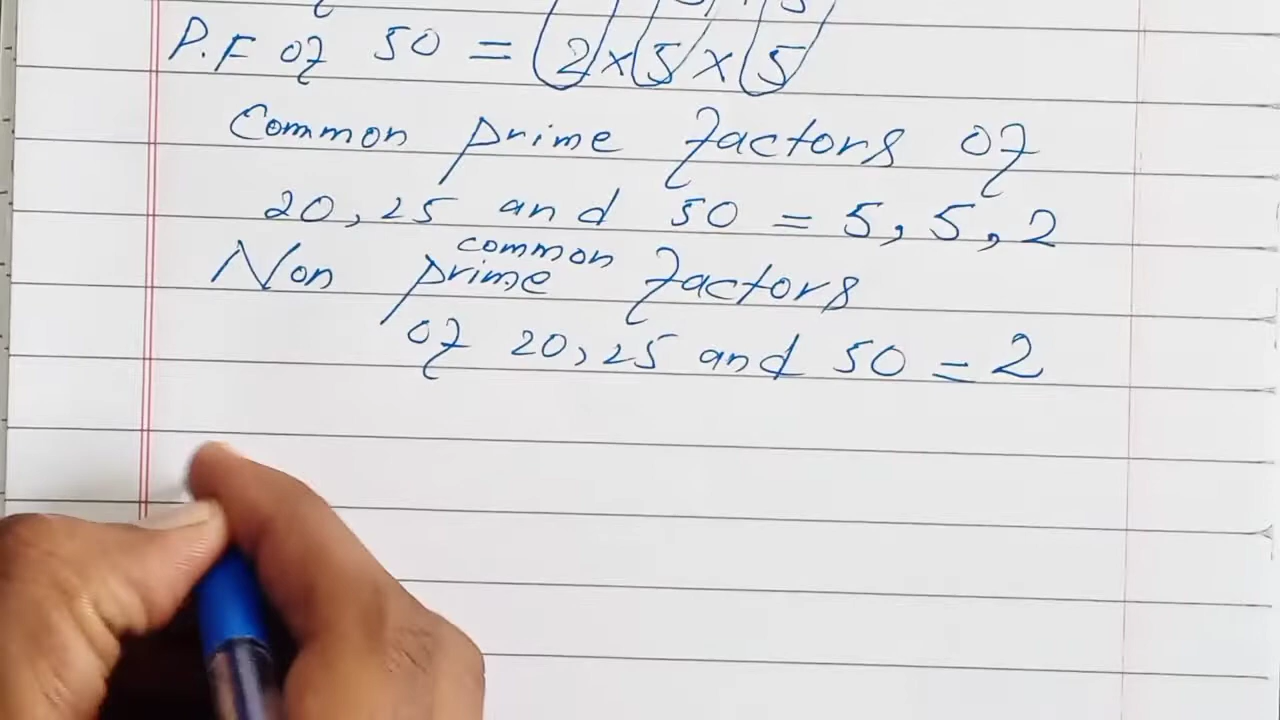 P.F of 50 = 2×5×5
Common prime factors of
20, 25 and 50 = 5, 5, 2
common
Non prime factors
of 20, 25 and 50 = 2